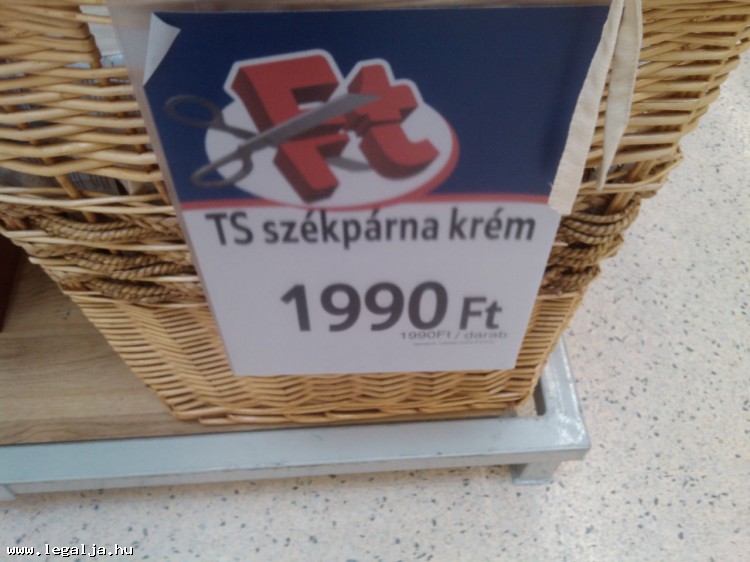 Ft
TS székpárna krém
1990 Ft
1990Ft / darab
www.legalja.hu